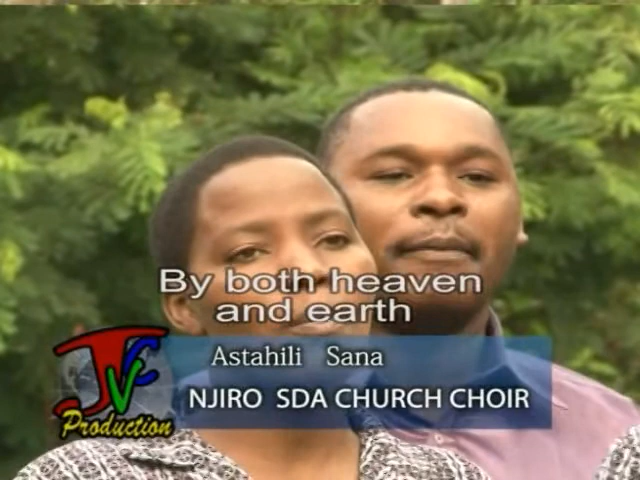 By both heaven
and earth
Astahili Sana
NJIRO SDA CHURCH CHOIR
JVC
Production